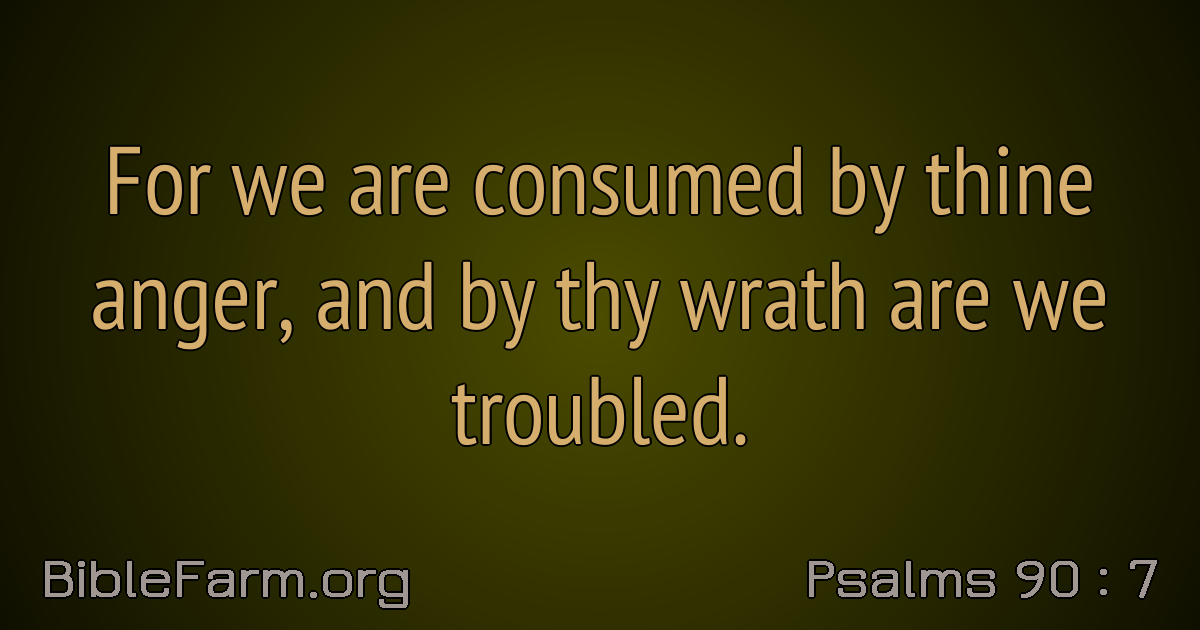 For we are consumed by thine
anger, and by thy wrath are we
troubled.
BibleFarm.org
Psalms 90 : 7